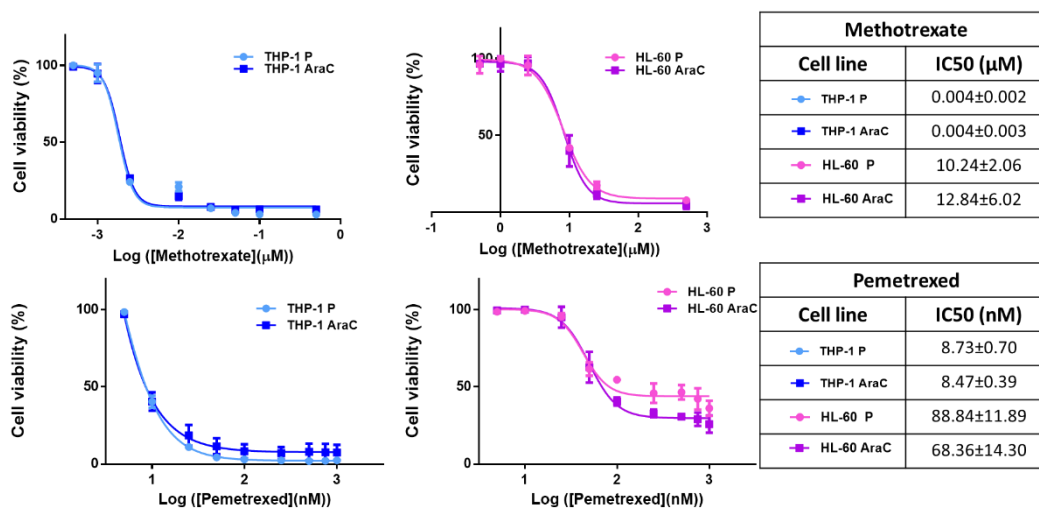 Cell viability (%)
100
50
0
-3
-2
-1
0
Log ([Methotrexate](μM))
THP-1 P
THP-1 AraC
Cell viability (%)
100
50
-1
0
1
2
3
Log ([Methotrexate](μM))
HL-60 P
HL-60 AraC
Methotrexate
Cell line IC50 (μM)
THP-1 P 0.004±0.002
THP-1 AraC 0.004±0.003
HL-60 P 10.24±2.06
HL-60 AraC 12.84±6.02
Cell viability (%)
100
50
0
1
2
3
Log ([Pemetrexed](nM))
THP-1 P
THP-1 AraC
Cell viability (%)
100
50
0
1
2
3
Log ([Pemetrexed](nM))
HL-60 P
HL-60 AraC
Pemetrexed
Cell line IC50 (nM)
THP-1 P 8.73±0.70
THP-1 AraC 8.47±0.39
HL-60 P 88.84±11.89
HL-60 AraC 68.36±14.30